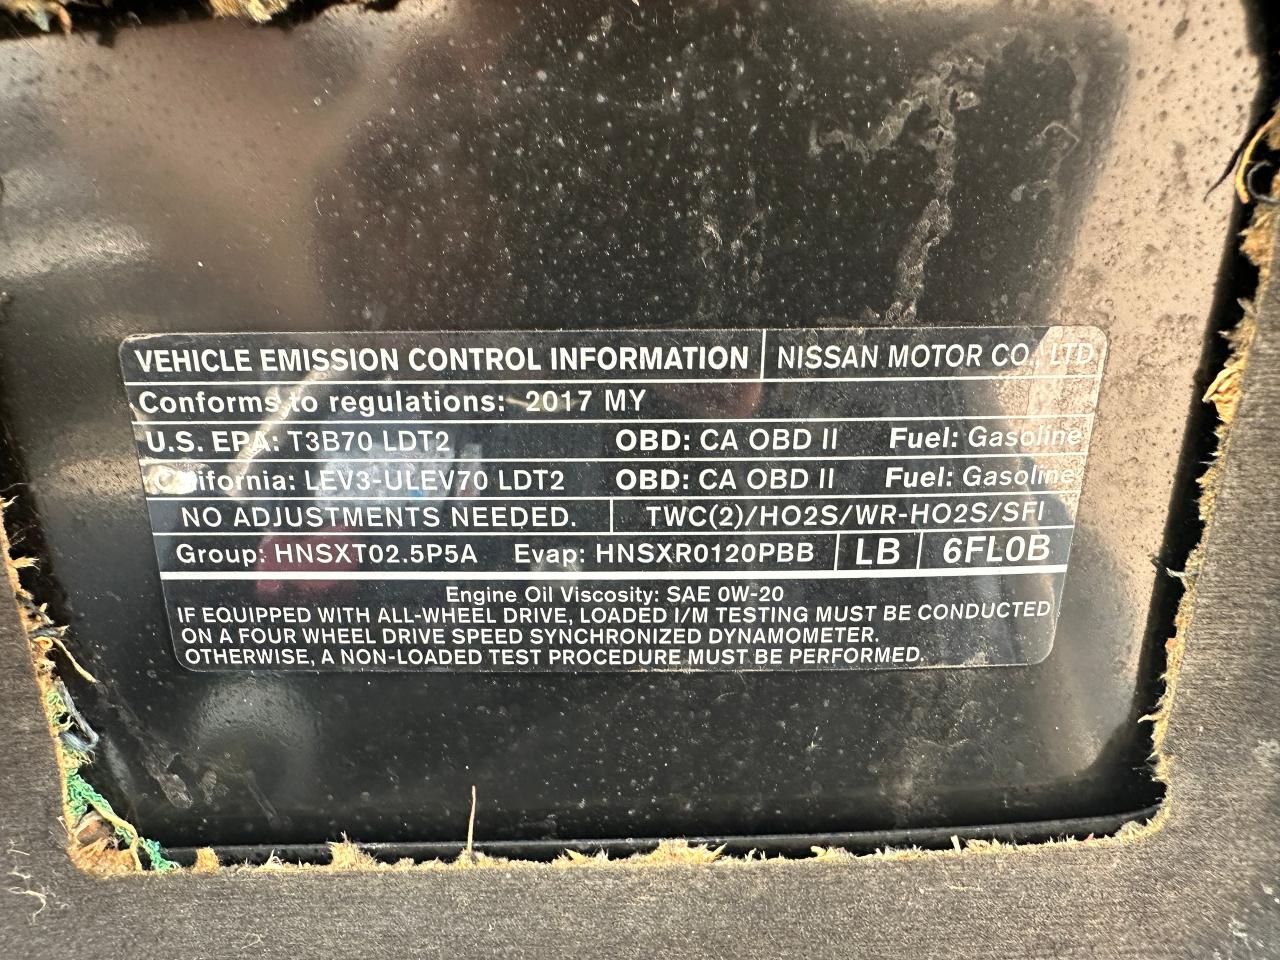 VEHICLE EMISSION CONTROL INFORMATION NISSAN MOTOR CO., LTD.
Conforms to regulations: 2017 MY
U.S. EPA: T3B70 LDT2 OBD: CA OBD II Fuel: Gasoline
California: LEV3-ULEV70 LDT2 OBD: CA OBD II Fuel: Gasoline
NO ADJUSTMENTS NEEDED. TWC(2)/HO2S/WR-HO2S/SFI
Group: HNSXT02.5P5A Evap: HNSXR0120PBB LB 6FL0B
Engine Oil Viscosity: SAE 0W-20
IF EQUIPPED WITH ALL-WHEEL DRIVE, LOADED I/M TESTING MUST BE CONDUCTED
ON A FOUR WHEEL DRIVE SPEED SYNCHRONIZED DYNAMOMETER.
OTHERWISE, A NON-LOADED TEST PROCEDURE MUST BE PERFORMED.